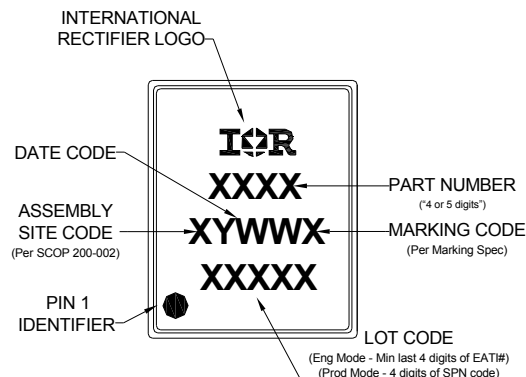 INTERNATIONAL
RECTIFIER LOGO
IOR
DATE CODE
XXXX
PART NUMBER
("4 or 5 digits")
ASSEMBLY
SITE CODE
(Per SCOP 200-002)
XYWWX
MARKING CODE
(Per Marking Spec)
XXXXX
PIN 1
IDENTIFIER
LOT CODE
(Eng Mode - Min last 4 digits of EATI#)
(Prod Mode - 4 digits of SPN code)